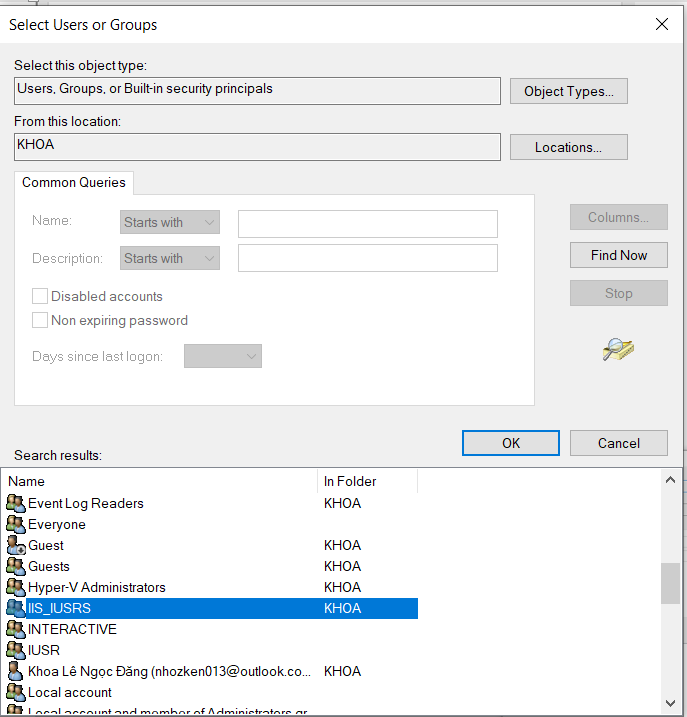 Select Users or Groups
Select this object type:
Users, Groups, or Built-in security principals
Object Types...
From this location:
KHOA
Locations...
Common Queries
Name:
Starts with
Columns...
Description:
Starts with
Find Now
Disabled accounts
Stop
Non expiring password
Days since last logon:
OK
Cancel
Search results:
Name In Folder
Event Log Readers KHOA
Everyone
Guest KHOA
Guests KHOA
Hyper-V Administrators KHOA
IIS_IUSRS KHOA
INTERACTIVE
IUSR
Khoa Lê Ngọc Đăng (nhozken013@outlook.co... KHOA
Local account
Local account and member of Administrators gr